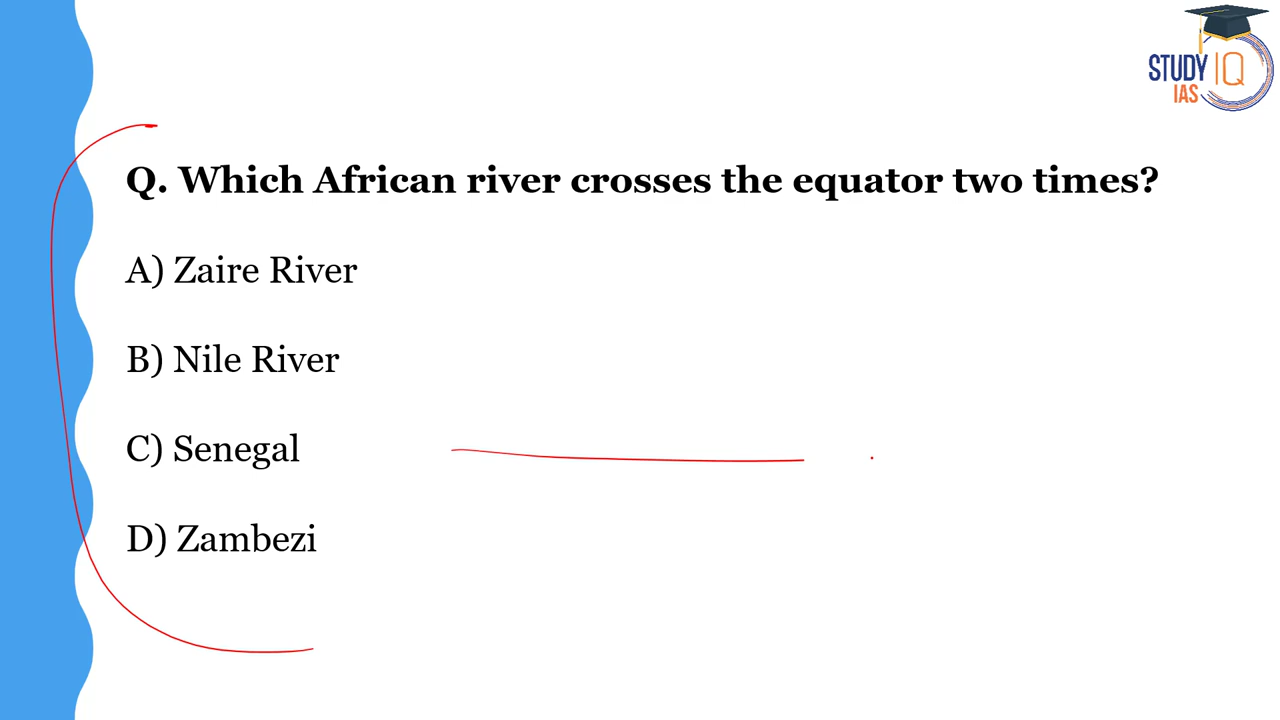 STUDY IQ
IAS
Q. Which African river crosses the equator two times?
A) Zaire River
B) Nile River
C) Senegal
D) Zambezi